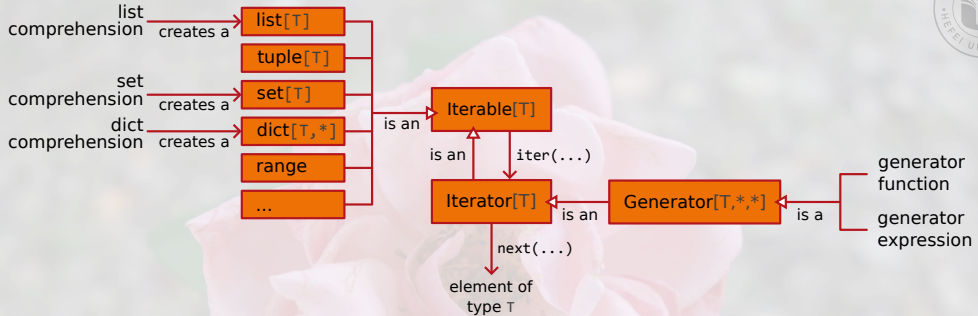 list
comprehension
creates a
list[T]
tuple[T]
set
comprehension
creates a
set[T]
dict
comprehension
creates a
dict[T,*]
range
...
is an
Iterable[T]
is an
iter(...)
Iterator[T]
next(...)
element of
type T
is an
Generator[T,*,*]
is a
generator
function
generator
expression
HEFEI U